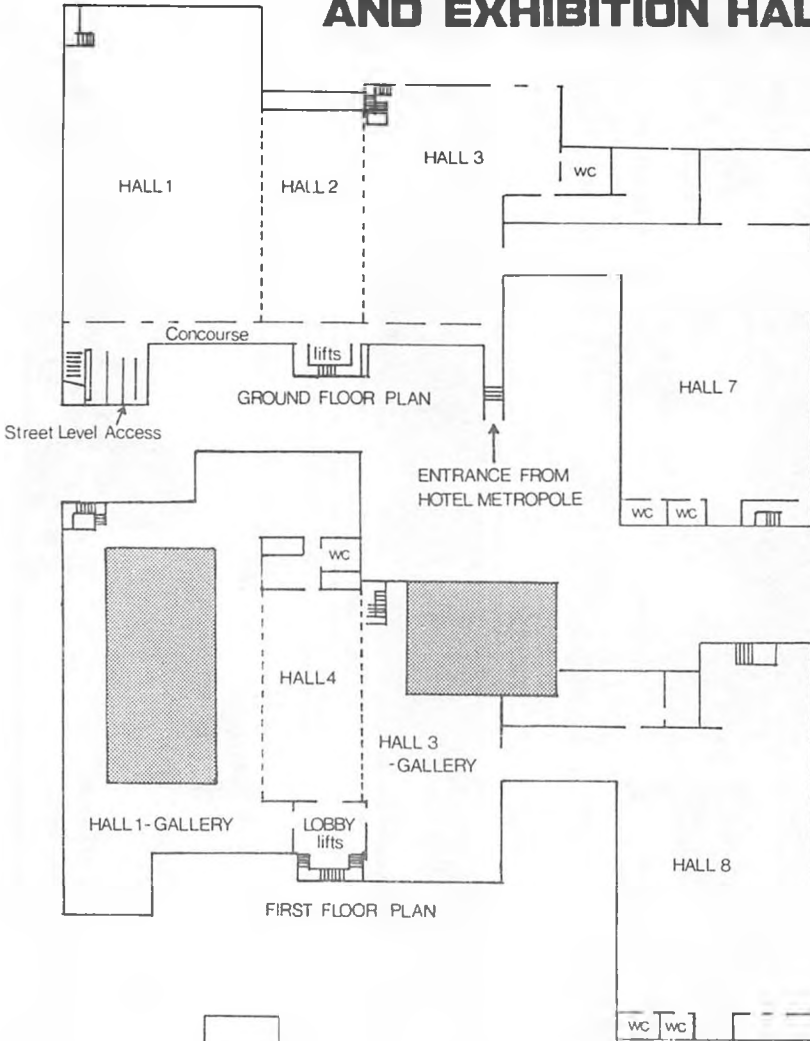 AND EXHIBITION HAL
HALL 1
HALL 2
HALL 3
WC
Concourse
lifts
GROUND FLOOR PLAN
HALL 7
Street Level Access
ENTRANCE FROM
HOTEL METROPOLE
WC WC
WC
HALL 4
HALL 3
-GALLERY
HALL 1-GALLERY
LOBBY
lifts
HALL 8
FIRST FLOOR PLAN
WC WC